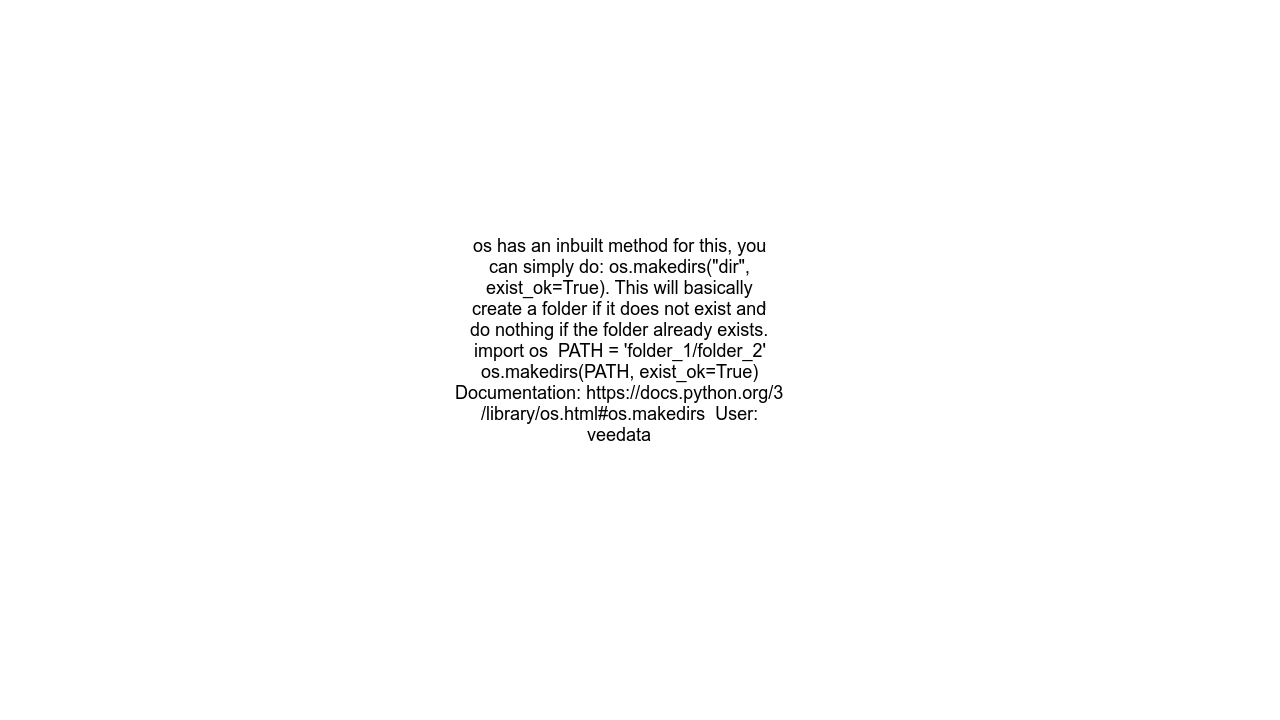 os has an inbuilt method for this, you
can simply do: os.makedirs("dir",
exist_ok=True). This will basically
create a folder if it does not exist and
do nothing if the folder already exists.
import os  PATH = 'folder_1/folder_2'
os.makedirs(PATH, exist_ok=True)
Documentation: https://docs.python.org/3
/library/os.html#os.makedirs  User:
veedata